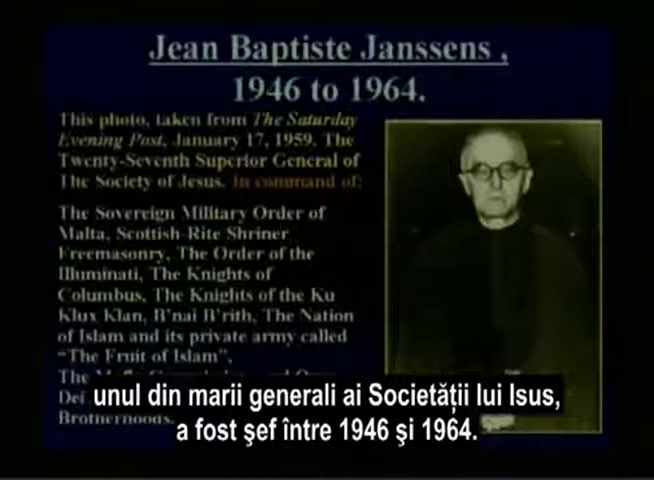 Jean Baptiste Janssens ,
1946 to 1964.
This photo, taken from The Saturday
Evening Post, January 17, 1959. The
Twenty-Seventh Superior General of
The Society of Jesus. In command of:
The Sovereign Military Order of
Malta, Scottish-Rite Shriner
Freemasonry, The Order of the
Illuminati, The Knights of
Columbus, The Knights of the Ku
Klux Klan, B'nai B'rith, The Nation
of Islam and its private army called
“The Fruit of Islam”,
The
Dei
Brotherhoods.
unul din marii generali ai Societăţii lui Isus,
a fost şef între 1946 şi 1964.